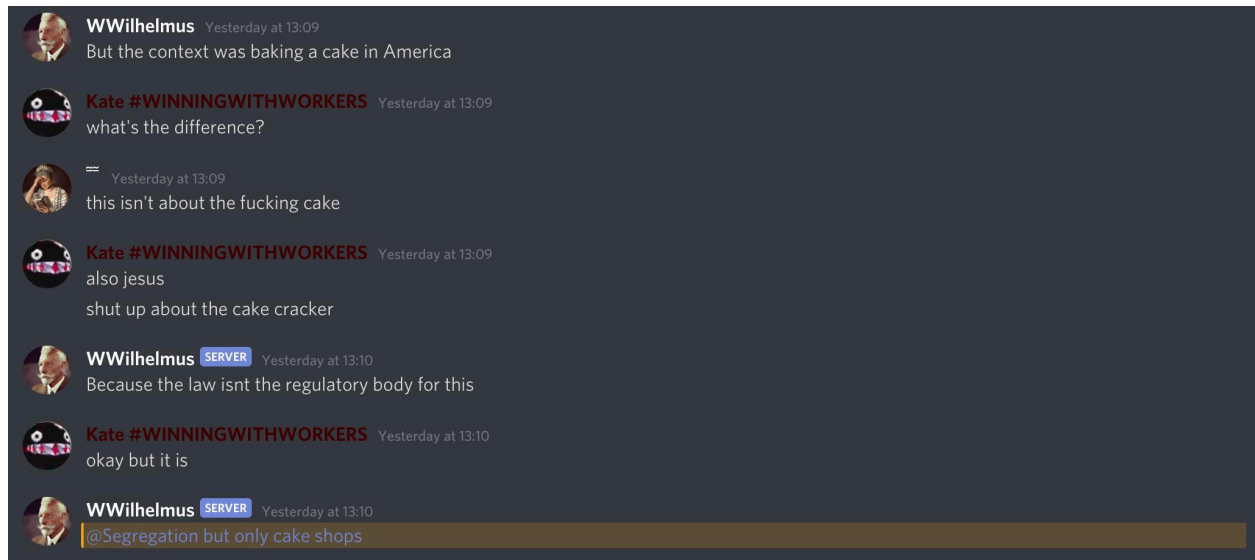 WWilhelmus Yesterday at 13:09
But the context was baking a cake in America
Kate #WINNINGWITHWORKERS Yesterday at 13:09
what's the difference?
≈≈ Yesterday at 13:09
this isn't about the fucking cake
Kate #WINNINGWITHWORKERS Yesterday at 13:09
also jesus
shut up about the cake cracker
WWilhelmus SERVER Yesterday at 13:10
Because the law isnt the regulatory body for this
Kate #WINNINGWITHWORKERS Yesterday at 13:10
okay but it is
WWilhelmus SERVER Yesterday at 13:10
@Segregation but only cake shops